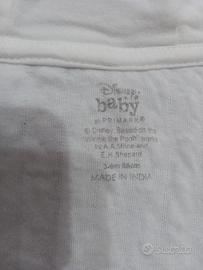 Disney
baby
BY PRIMARK®
© Disney. Based on the
"Winnie the Pooh" works
by A.A. Milne and
E.H. Shepard
MADE IN INDIA
subito